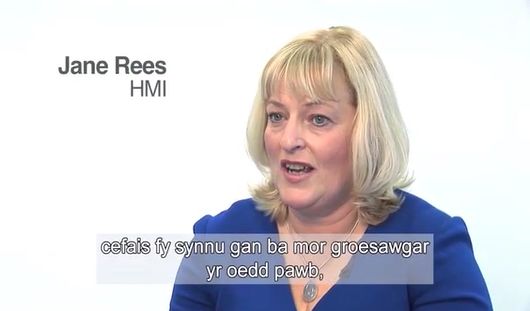 Jane Rees
HMI
cefais fy synnu gan ba mor groesawgar
yr oedd pawb,